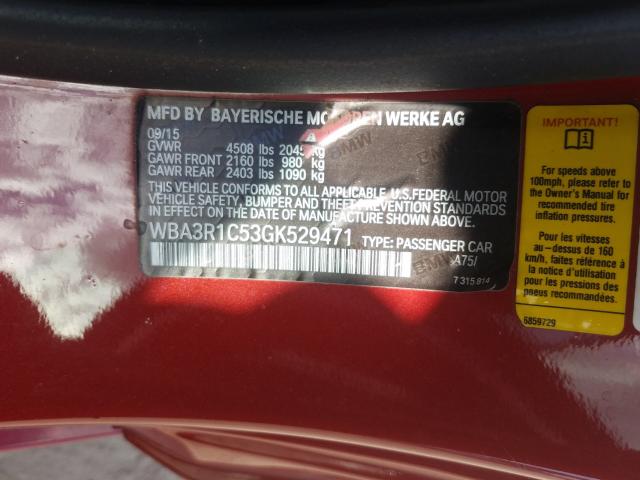 MFD BY BAYERISCHE MOTOREN WERKE AG
09/15
GVWR 4508 lbs 2045 kg
GAWR FRONT 2160 lbs 980 kg
GAWR REAR 2403 lbs 1090 kg
THIS VEHICLE CONFORMS TO ALL APPLICABLE U.S.FEDERAL MOTOR
VEHICLE SAFETY, BUMPER AND THEFT PREVENTION STANDARDS
IN EFFECT ON THE DATE OF MANUFACTURE SHOWN ABOVE.
WBA3R1C53GK529471 TYPE: PASSENGER CAR
A75/
7 315 814
BMW
BMW
BMW
IMPORTANT!
For speeds above
100mph, please refer to
the Owner's Manual for
recommended tire
inflation pressures.
Pour les vitesses
au-dessus de 160
km/h, faites référence à
la notice d'utilisation
pour les pressions des
pneus recommandées.
6859729